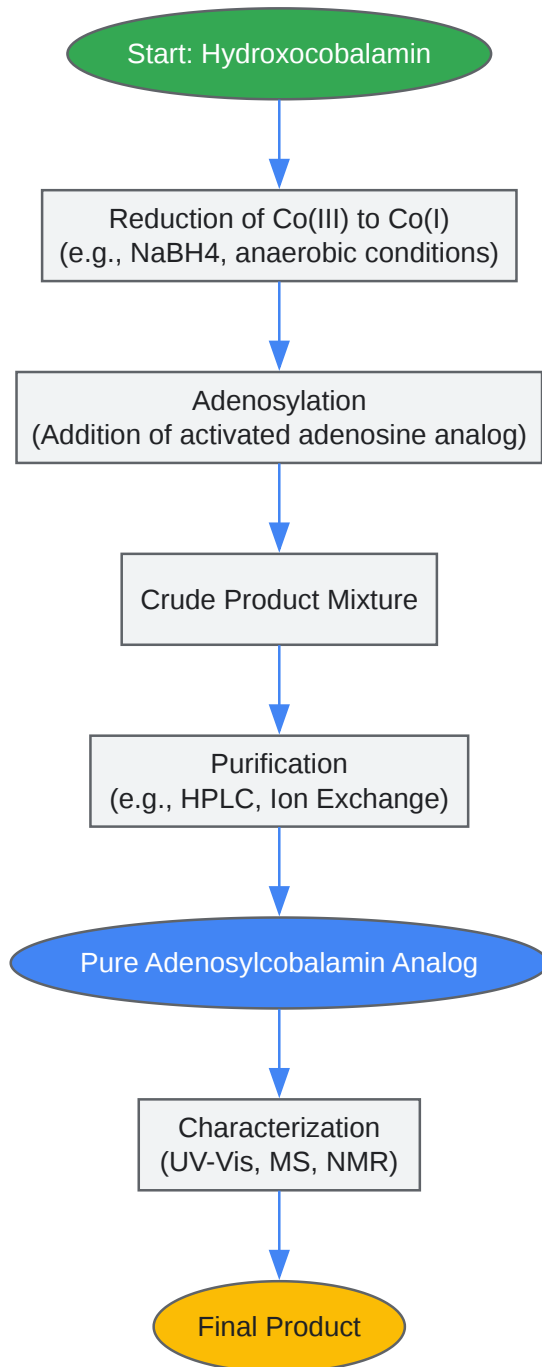 Start: Hydroxocobalamin
Reduction of Co(III) to Co(I)
(e.g., NaBH4, anaerobic conditions)
Adenosylation
(Addition of activated adenosine analog)
Crude Product Mixture
Purification
(e.g., HPLC, Ion Exchange)
Pure Adenosylcobalamin Analog
Characterization
(UV-Vis, MS, NMR)
Final Product